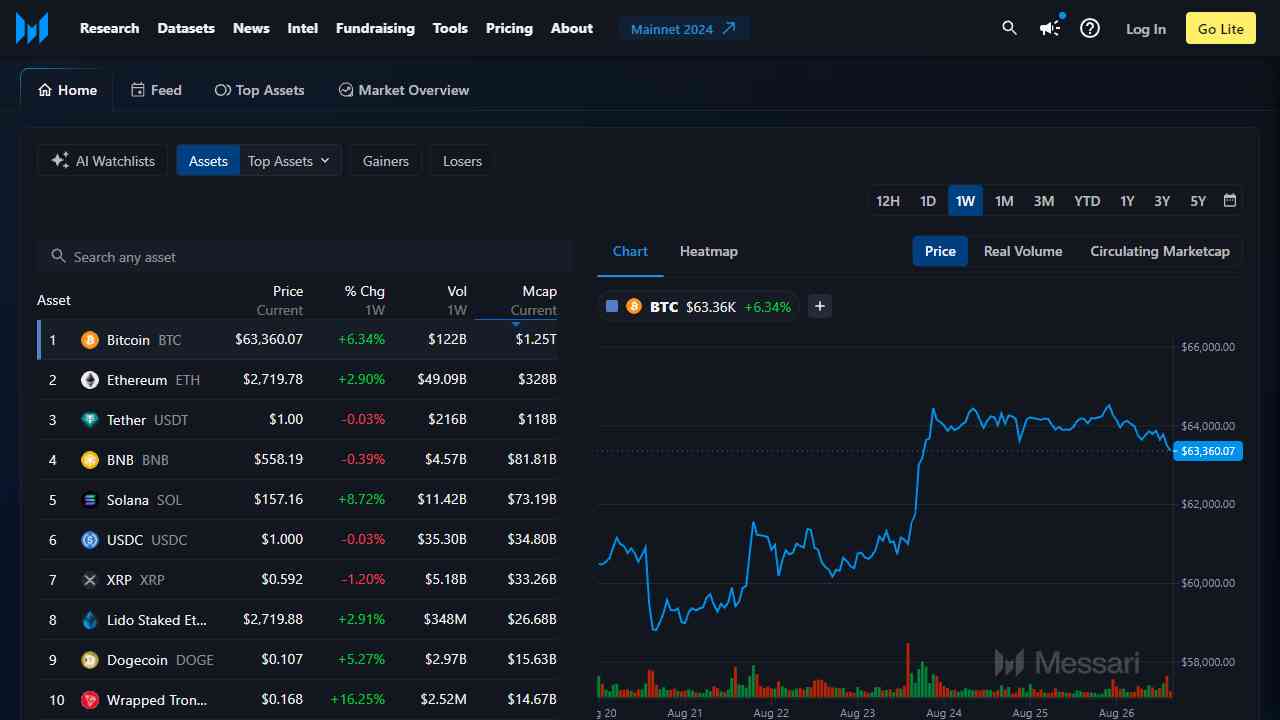 Research Datasets News Intel Fundraising Tools Pricing About Mainnet 2024 Log In Go Lite
Home Feed Top Assets Market Overview
AI Watchlists Assets Top Assets Gainers Losers
12H 1D 1W 1M 3M YTD 1Y 3Y 5Y
Search any asset
Chart Heatmap Price Real Volume Circulating Marketcap
Asset Price % Chg Vol Mcap
Current 1W 1W Current
BTC $63.36K +6.34% +
1 Bitcoin BTC $63,360.07 +6.34% $122B $1.25T
2 Ethereum ETH $2,719.78 +2.90% $49.09B $328B
3 Tether USDT $1.00 -0.03% $216B $118B
4 BNB BNB $558.19 -0.39% $4.57B $81.81B
5 Solana SOL $157.16 +8.72% $11.42B $73.19B
6 USDC USDC $1.000 -0.03% $35.30B $34.80B
7 XRP XRP $0.592 -1.20% $5.18B $33.26B
8 Lido Staked Et... $2,719.88 +2.91% $348M $26.68B
9 Dogecoin DOGE $0.107 +5.27% $2.97B $15.63B
10 Wrapped Tron... $0.168 +16.25% $2.52M $14.67B
$66,000.00
$64,000.00
$63,360.07
$62,000.00
$60,000.00
$58,000.00
Messari
g 20 Aug 21 Aug 22 Aug 23 Aug 24 Aug 25 Aug 26